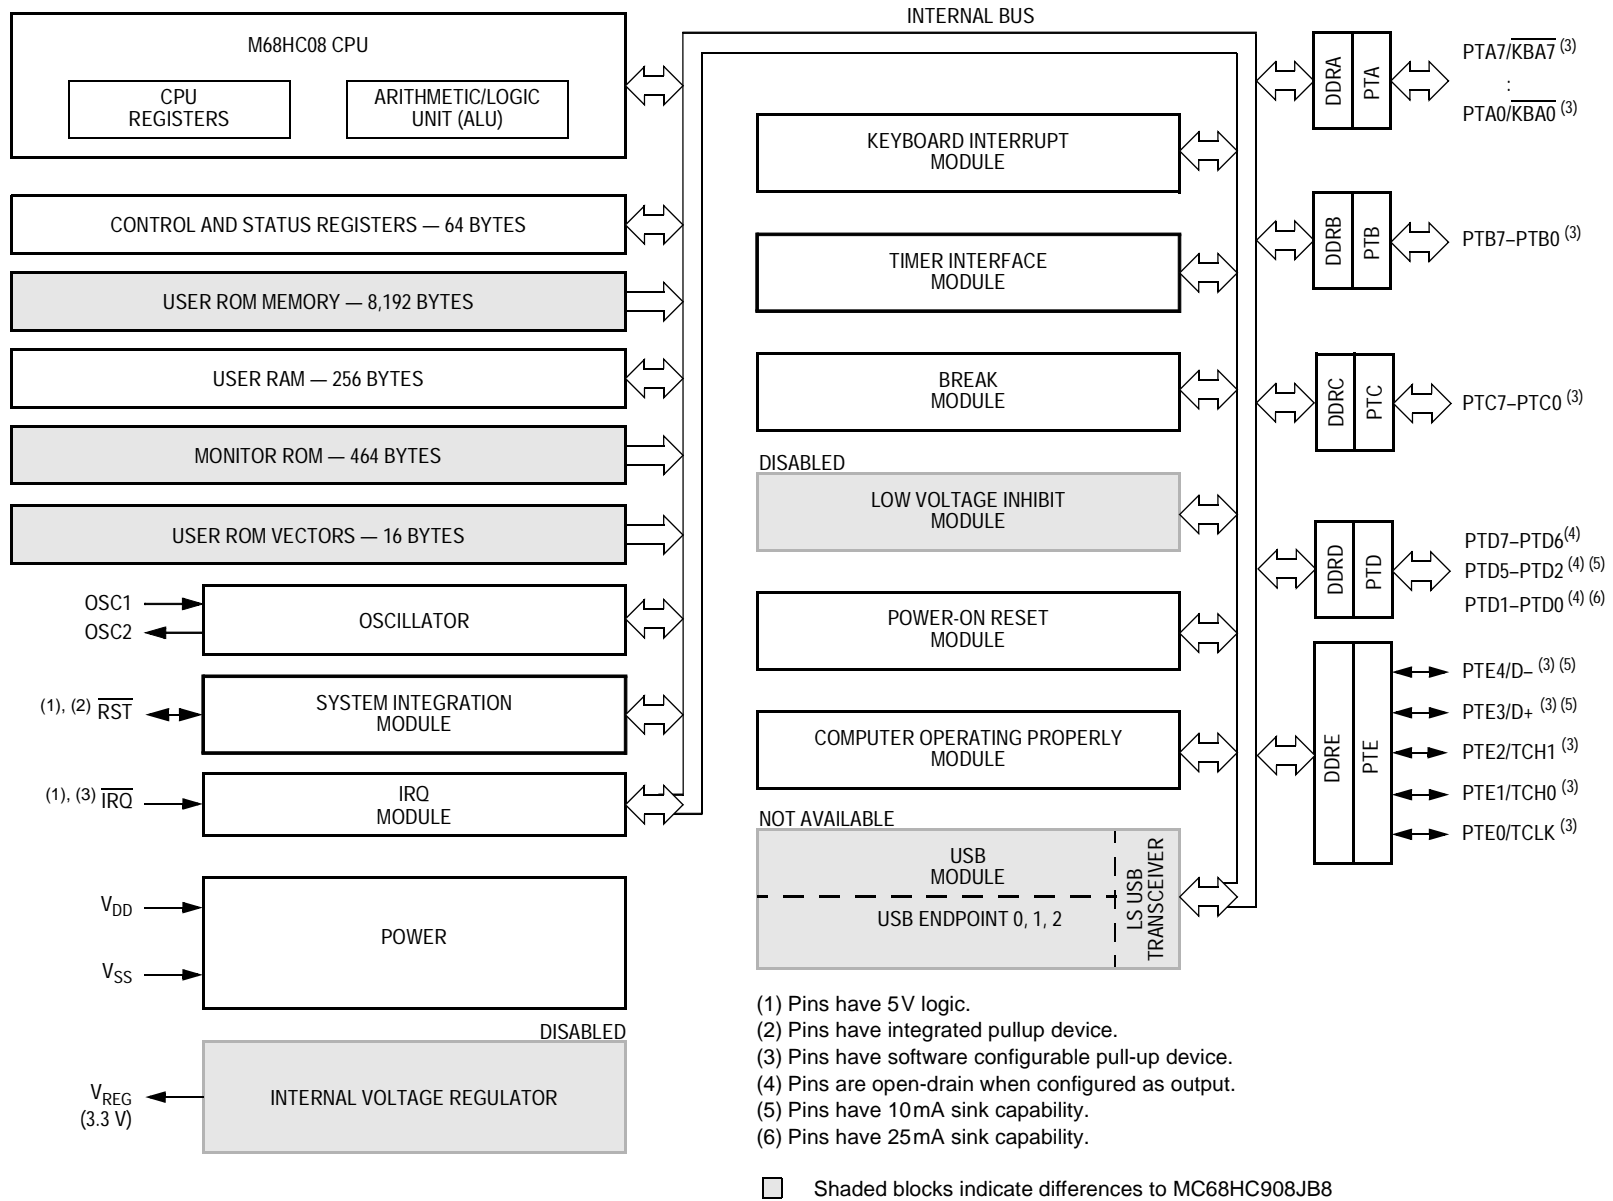 INTERNAL BUS
M68HC08 CPU
CPU
REGISTERS
ARITHMETIC/LOGIC
UNIT (ALU)
CONTROL AND STATUS REGISTERS — 64 BYTES
USER ROM MEMORY — 8,192 BYTES
USER RAM — 256 BYTES
MONITOR ROM — 464 BYTES
USER ROM VECTORS — 16 BYTES
OSC1
OSC2
OSCILLATOR
(1), (2) RST
SYSTEM INTEGRATION
MODULE
(1), (3) IRQ
IRQ
MODULE
VDD
VSS
POWER
DISABLED
VREG
(3.3 V)
INTERNAL VOLTAGE REGULATOR
KEYBOARD INTERRUPT
MODULE
TIMER INTERFACE
MODULE
BREAK
MODULE
DISABLED
LOW VOLTAGE INHIBIT
MODULE
POWER-ON RESET
MODULE
COMPUTER OPERATING PROPERLY
MODULE
NOT AVAILABLE
USB
MODULE
USB ENDPOINT 0, 1, 2
LS USB
TRANSCEIVER
DDRA
PTA
PTA7/KBA7 (3)
:
PTA0/KBA0 (3)
DDRB
PTB
PTB7–PTB0 (3)
DDRC
PTC
PTC7–PTC0 (3)
DDRD
PTD
PTD7–PTD6(4)
PTD5–PTD2 (4) (5)
PTD1–PTD0 (4) (6)
DDRE
PTE
PTE4/D– (3) (5)
PTE3/D+ (3) (5)
PTE2/TCH1 (3)
PTE1/TCH0 (3)
PTE0/TCLK (3)
(1) Pins have 5V logic.
(2) Pins have integrated pullup device.
(3) Pins have software configurable pull-up device.
(4) Pins are open-drain when configured as output.
(5) Pins have 10mA sink capability.
(6) Pins have 25mA sink capability.
Shaded blocks indicate differences to MC68HC908JB8